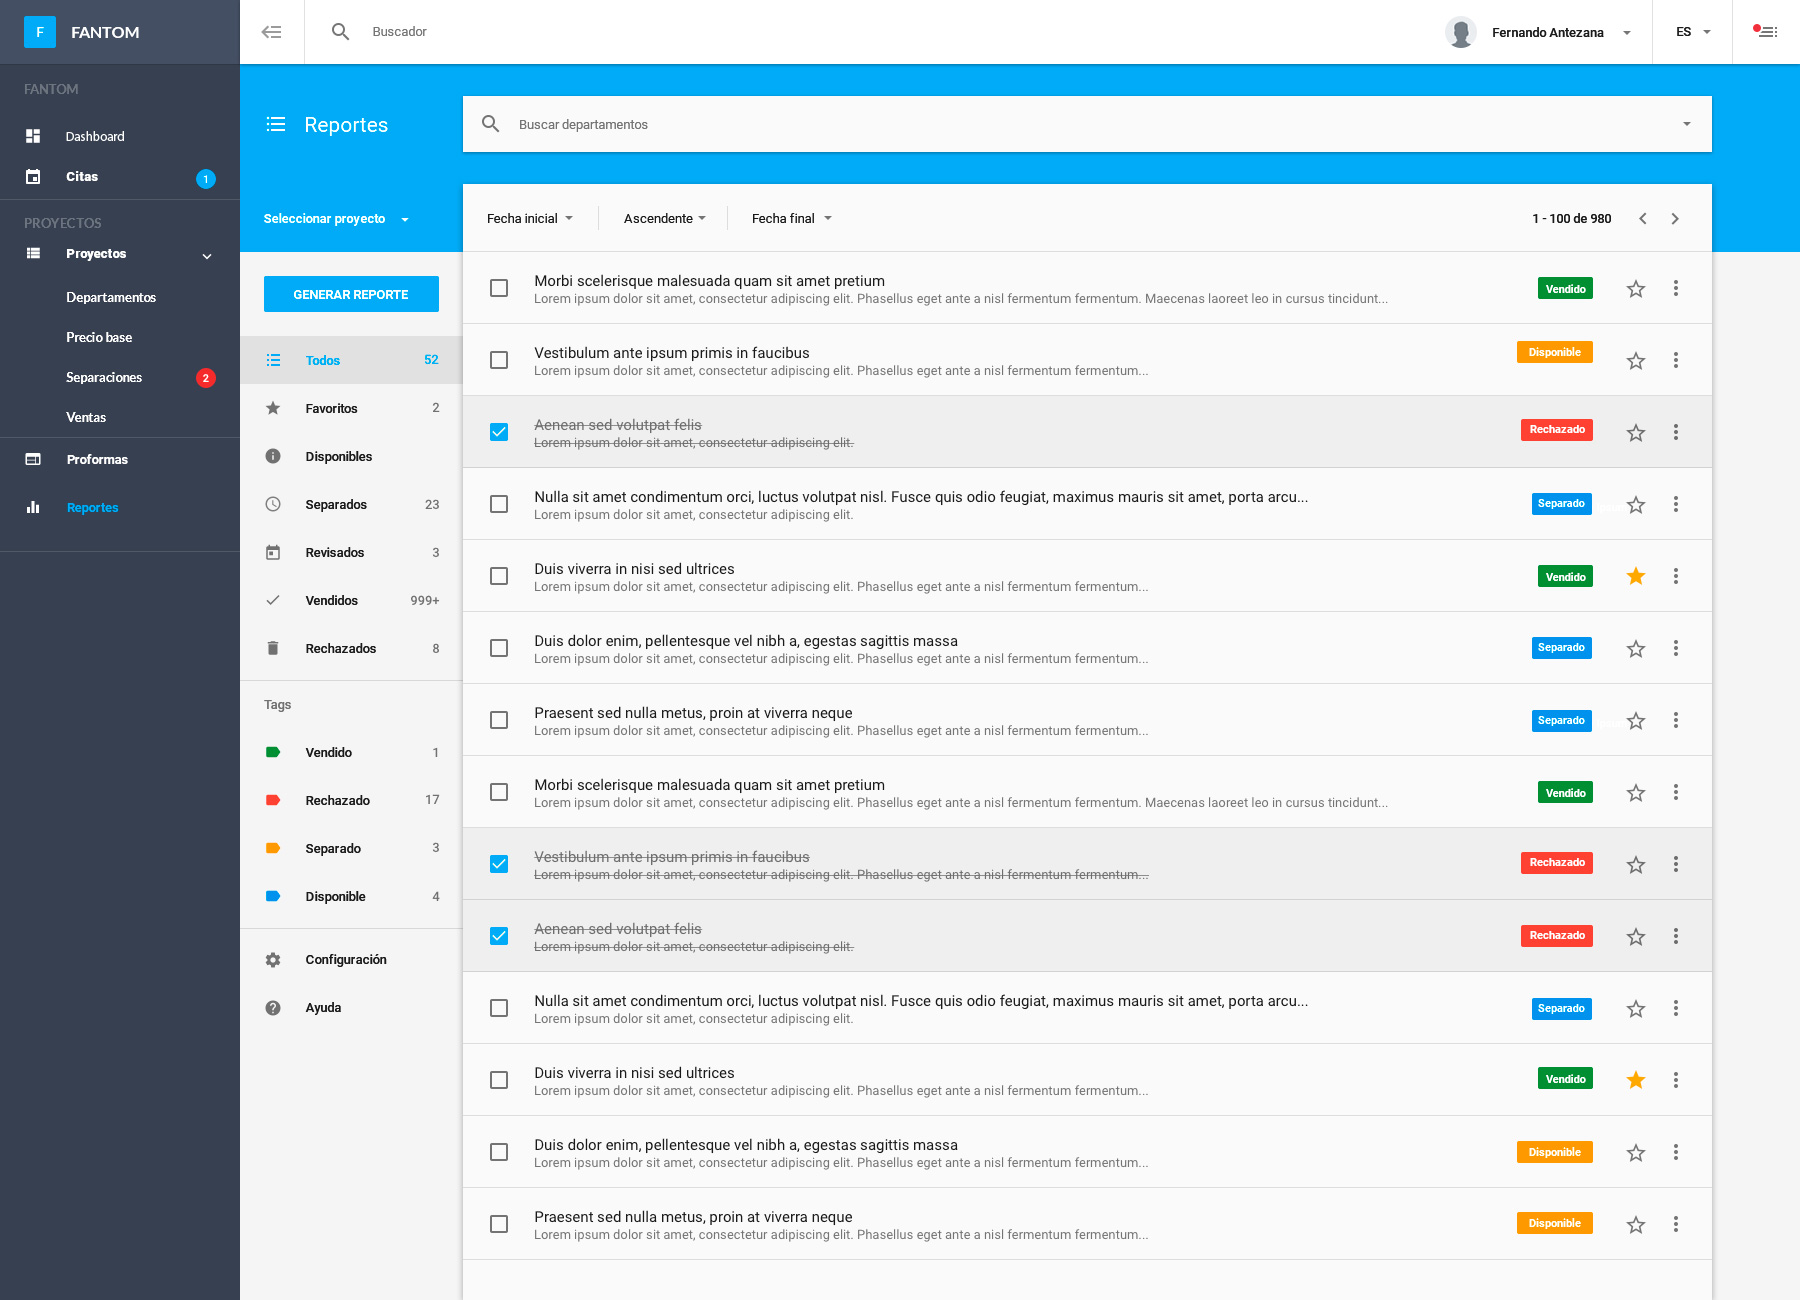 F FANTOM
Buscador
Fernando Antezana
ES
FANTOM
Dashboard
Citas 1
PROYECTOS
Proyectos
Departamentos
Precio base
Separaciones 2
Ventas
Proformas
Reportes
Reportes
Buscar departamentos
Seleccionar proyecto
Fecha inicial
Ascendente
Fecha final
1 - 100 de 980
GENERAR REPORTE
Todos 52
Favoritos 2
Disponibles
Separados 23
Revisados 3
Vendidos 999+
Rechazados 8
Tags
Vendido 1
Rechazado 17
Separado 3
Disponible 4
Configuración
Ayuda
Morbi scelerisque malesuada quam sit amet pretium
Lorem ipsum dolor sit amet, consectetur adipiscing elit. Phasellus eget ante a nisl fermentum fermentum. Maecenas laoreet leo in cursus tincidunt...
Vendido
Vestibulum ante ipsum primis in faucibus
Lorem ipsum dolor sit amet, consectetur adipiscing elit. Phasellus eget ante a nisl fermentum fermentum...
Disponible
Aenean sed volutpat felis
Lorem ipsum dolor sit amet, consectetur adipiscing elit.
Rechazado
Nulla sit amet condimentum orci, luctus volutpat nisl. Fusce quis odio feugiat, maximus mauris sit amet, porta arcu...
Lorem ipsum dolor sit amet, consectetur adipiscing elit.
Separado
Duis viverra in nisi sed ultrices
Lorem ipsum dolor sit amet, consectetur adipiscing elit. Phasellus eget ante a nisl fermentum fermentum...
Vendido
Duis dolor enim, pellentesque vel nibh a, egestas sagittis massa
Lorem ipsum dolor sit amet, consectetur adipiscing elit. Phasellus eget ante a nisl fermentum fermentum...
Separado
Praesent sed nulla metus, proin at viverra neque
Lorem ipsum dolor sit amet, consectetur adipiscing elit. Phasellus eget ante a nisl fermentum fermentum...
Separado
Morbi scelerisque malesuada quam sit amet pretium
Lorem ipsum dolor sit amet, consectetur adipiscing elit. Phasellus eget ante a nisl fermentum fermentum. Maecenas laoreet leo in cursus tincidunt...
Vendido
Vestibulum ante ipsum primis in faucibus
Lorem ipsum dolor sit amet, consectetur adipiscing elit. Phasellus eget ante a nisl fermentum fermentum...
Rechazado
Aenean sed volutpat felis
Lorem ipsum dolor sit amet, consectetur adipiscing elit.
Rechazado
Nulla sit amet condimentum orci, luctus volutpat nisl. Fusce quis odio feugiat, maximus mauris sit amet, porta arcu...
Lorem ipsum dolor sit amet, consectetur adipiscing elit.
Separado
Duis viverra in nisi sed ultrices
Lorem ipsum dolor sit amet, consectetur adipiscing elit. Phasellus eget ante a nisl fermentum fermentum...
Vendido
Duis dolor enim, pellentesque vel nibh a, egestas sagittis massa
Lorem ipsum dolor sit amet, consectetur adipiscing elit. Phasellus eget ante a nisl fermentum fermentum...
Disponible
Praesent sed nulla metus, proin at viverra neque
Lorem ipsum dolor sit amet, consectetur adipiscing elit. Phasellus eget ante a nisl fermentum fermentum...
Disponible